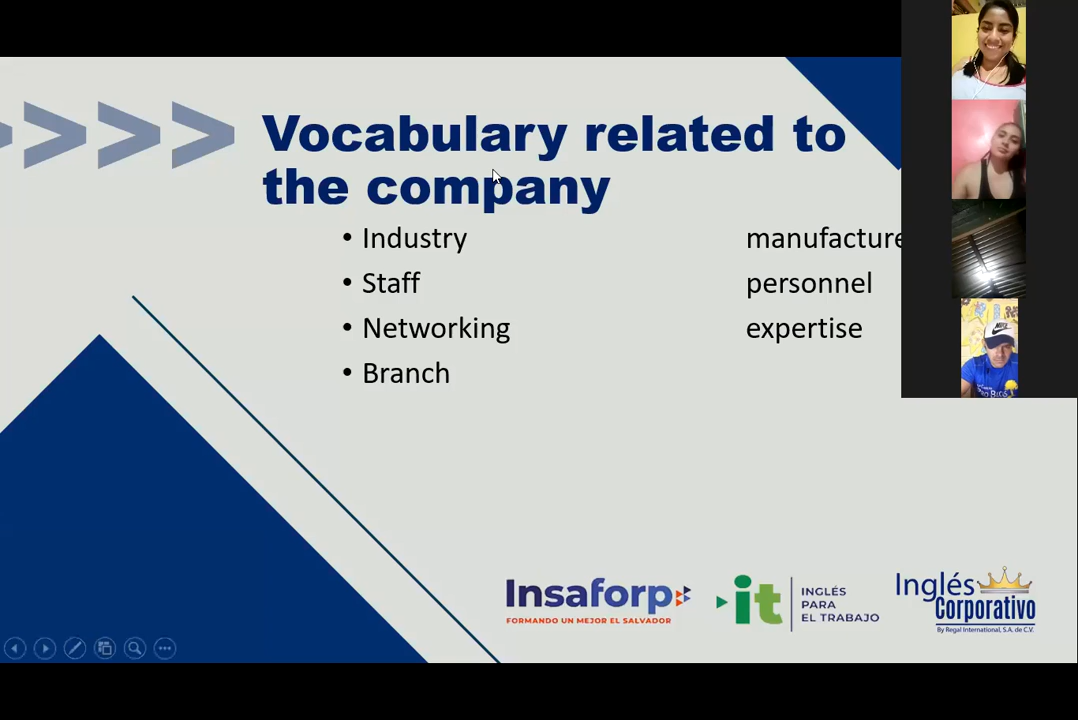 Vocabulary related to
the company
• Industry
• Staff
• Networking
• Branch
manufacture
personnel
expertise
Insaforp
FORMANDO UN MEJOR EL SALVADOR
it
INGLÉS
PARA
EL TRABAJO
Inglés
Corporativo
By Regal International, S.A. de C.V.